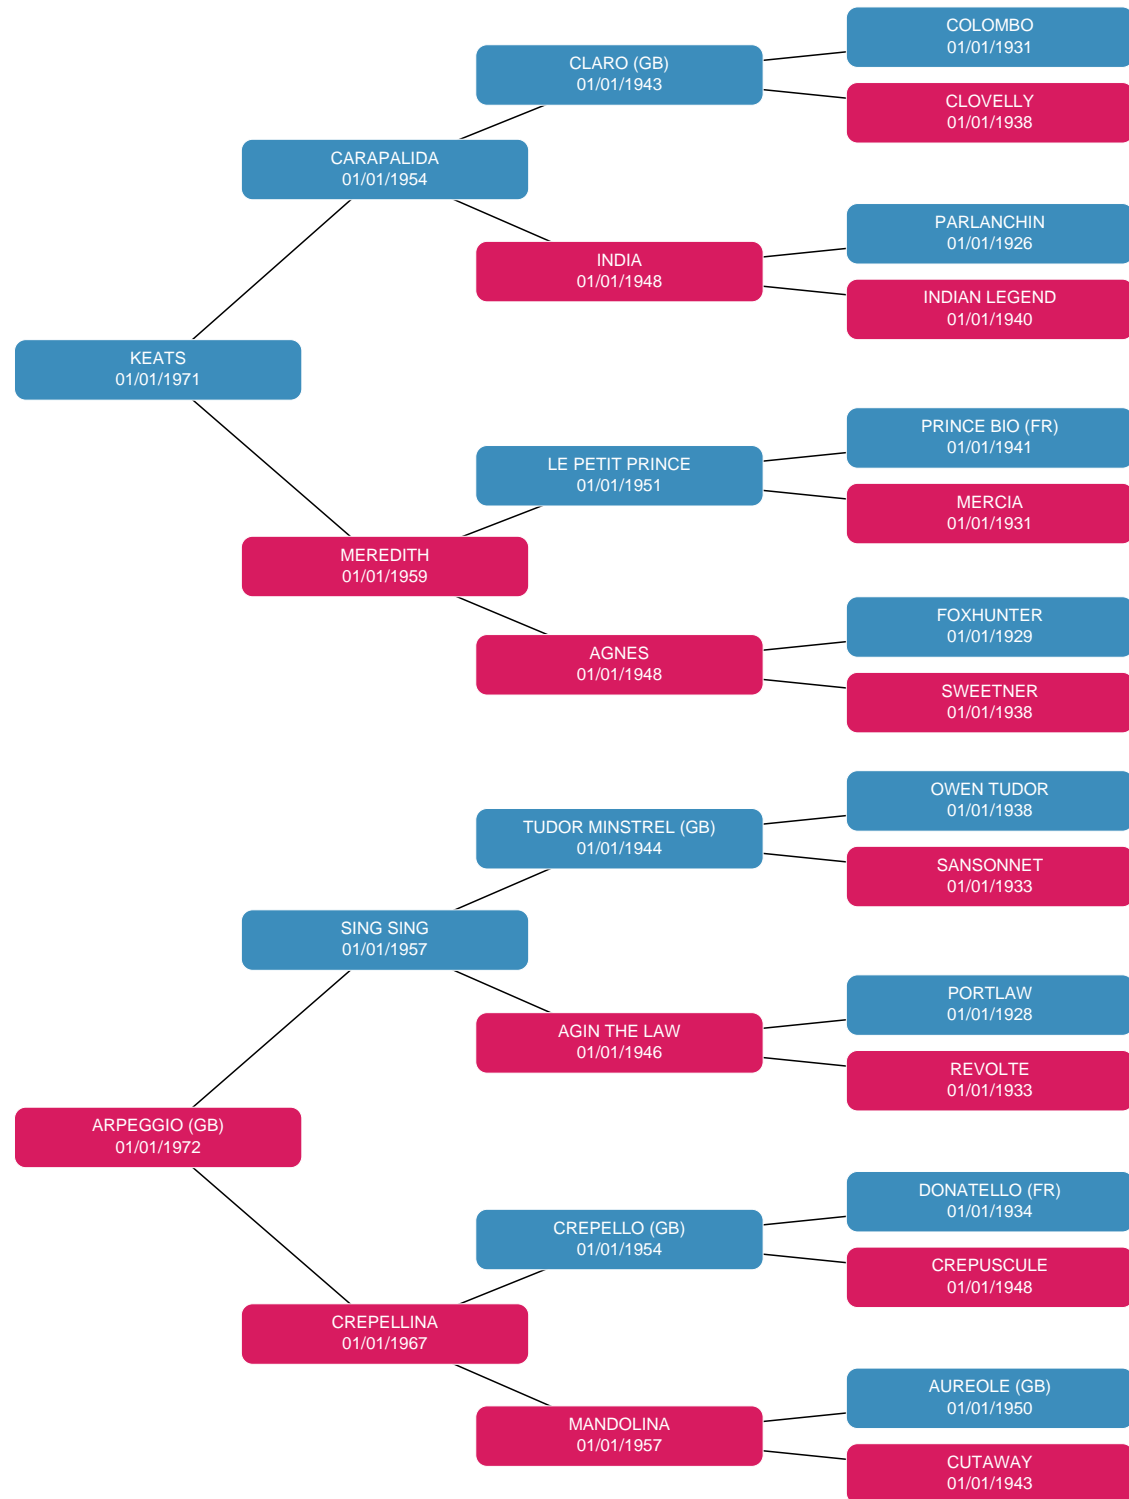 COLOMBO
01/01/1931
CLARO (GB)
01/01/1943
CLOVELLY
01/01/1938
CARAPALIDA
01/01/1954
PARLANCHIN
01/01/1926
INDIA
01/01/1948
INDIAN LEGEND
01/01/1940
KEATS
01/01/1971
PRINCE BIO (FR)
01/01/1941
LE PETIT PRINCE
01/01/1951
MERCIA
01/01/1931
MEREDITH
01/01/1959
FOXHUNTER
01/01/1929
AGNES
01/01/1948
SWEETNER
01/01/1938
OWEN TUDOR
01/01/1938
TUDOR MINSTREL (GB)
01/01/1944
SANSONNET
01/01/1933
SING SING
01/01/1957
PORTLAW
01/01/1928
AGIN THE LAW
01/01/1946
REVOLTE
01/01/1933
ARPEGGIO (GB)
01/01/1972
DONATELLO (FR)
01/01/1934
CREPELLO (GB)
01/01/1954
CREPUSCULE
01/01/1948
CREPELLINA
01/01/1967
AUREOLE (GB)
01/01/1950
MANDOLINA
01/01/1957
CUTAWAY
01/01/1943